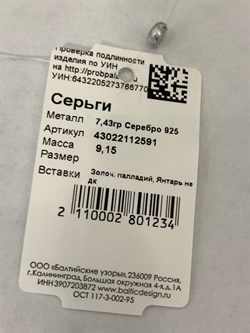 Проверка подлинности
изделия по УИН
на http://probpalata.
УИН:6432205273766770
Серьги
Металл 7,43гр Серебро 925
Артикул 43022112591
Масса 9,15
Размер
Вставки Золоч. палладий, Янтарь не
дк
2 110002 801234
ООО «Балтийские узоры», 236009 Россия,
г.Калининград, Большая окружная 4-я, д.1А
ИНН3907203872 www.balticdesign.ru
ОСТ 117-3-002-95